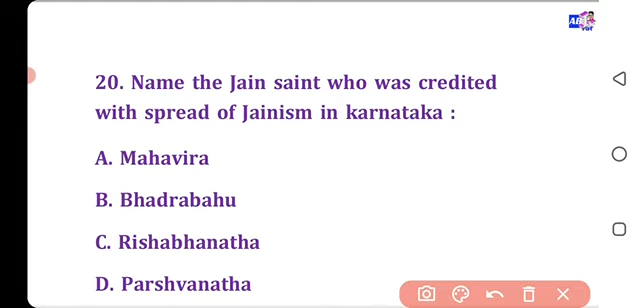 20. Name the Jain saint who was credited
with spread of Jainism in karnataka :
A. Mahavira
B. Bhadrabahu
C. Rishabhanatha
D. Parshvanatha